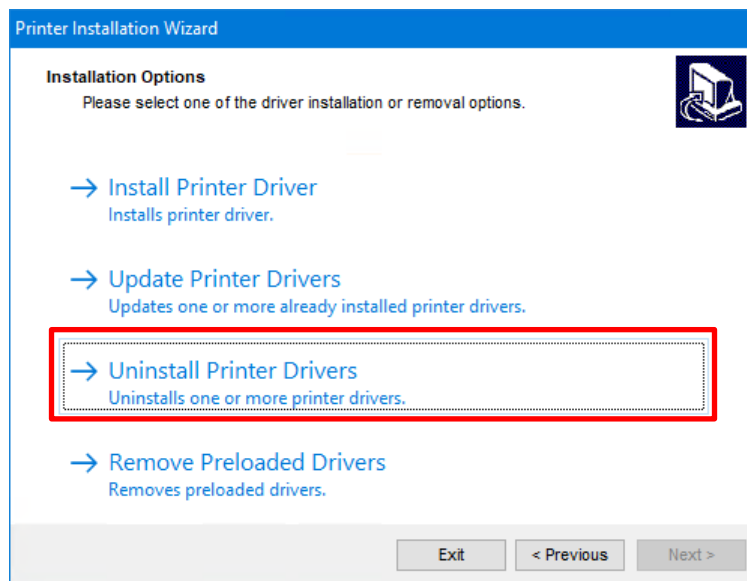 Printer Installation Wizard
Installation Options
Please select one of the driver installation or removal options.
→ Install Printer Driver
Installs printer driver.
→ Update Printer Drivers
Updates one or more already installed printer drivers.
→ Uninstall Printer Drivers
Uninstalls one or more printer drivers.
→ Remove Preloaded Drivers
Removes preloaded drivers.
Exit < Previous Next >